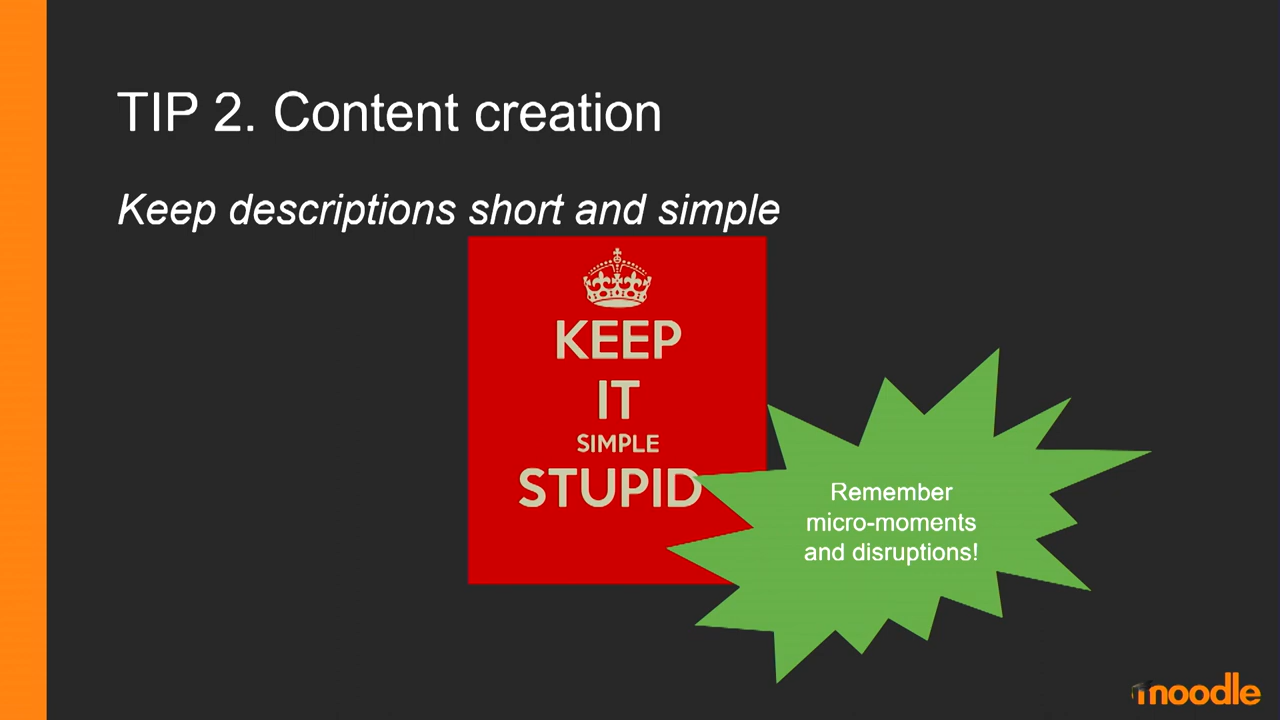 TIP 2. Content creation
Keep descriptions short and simple
KEEP
IT
SIMPLE
STUPID
Remember
micro-moments
and disruptions!
moodle